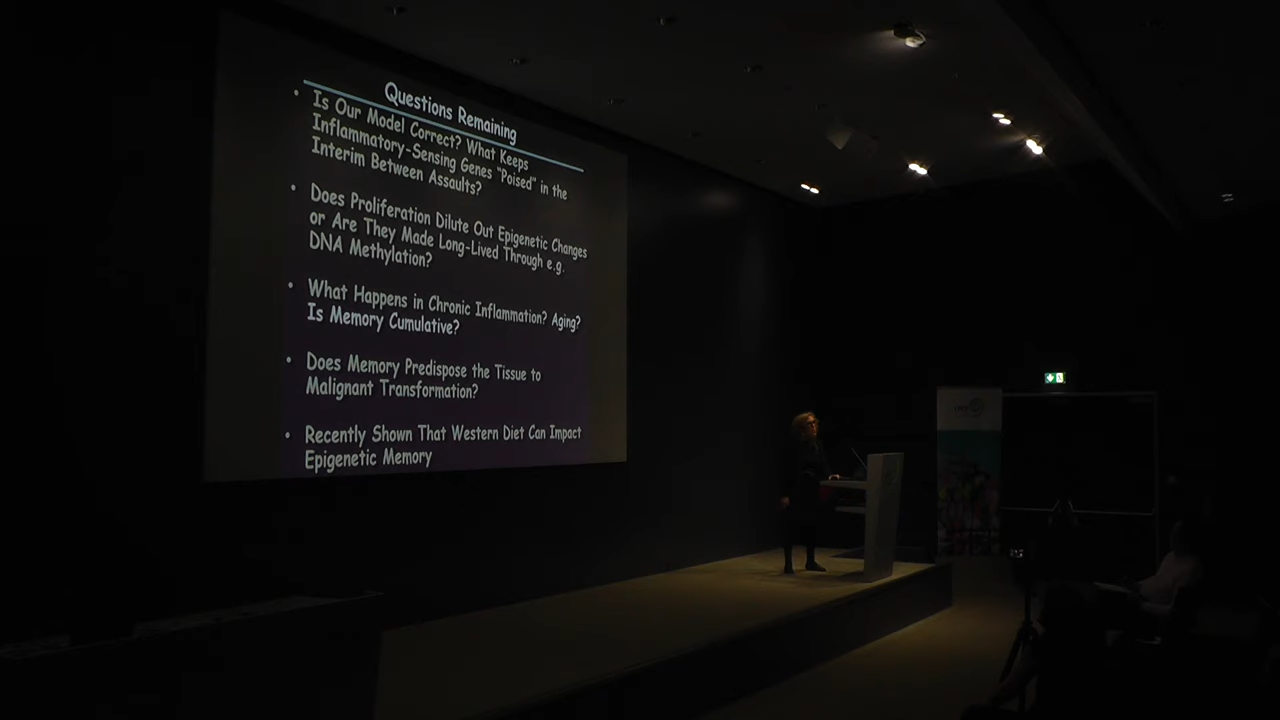 Questions Remaining
• Is Our Model Correct? What Keeps
Inflammatory-Sensing Genes "Poised" in the
Interim Between Assaults?
• Does Proliferation Dilute Out Epigenetic Changes
or Are They Made Long-Lived Through e.g.
DNA Methylation?
• What Happens in Chronic Inflammation? Aging?
Is Memory Cumulative?
• Does Memory Predispose the Tissue to
Malignant Transformation?
• Recently Shown That Western Diet Can Impact
Epigenetic Memory